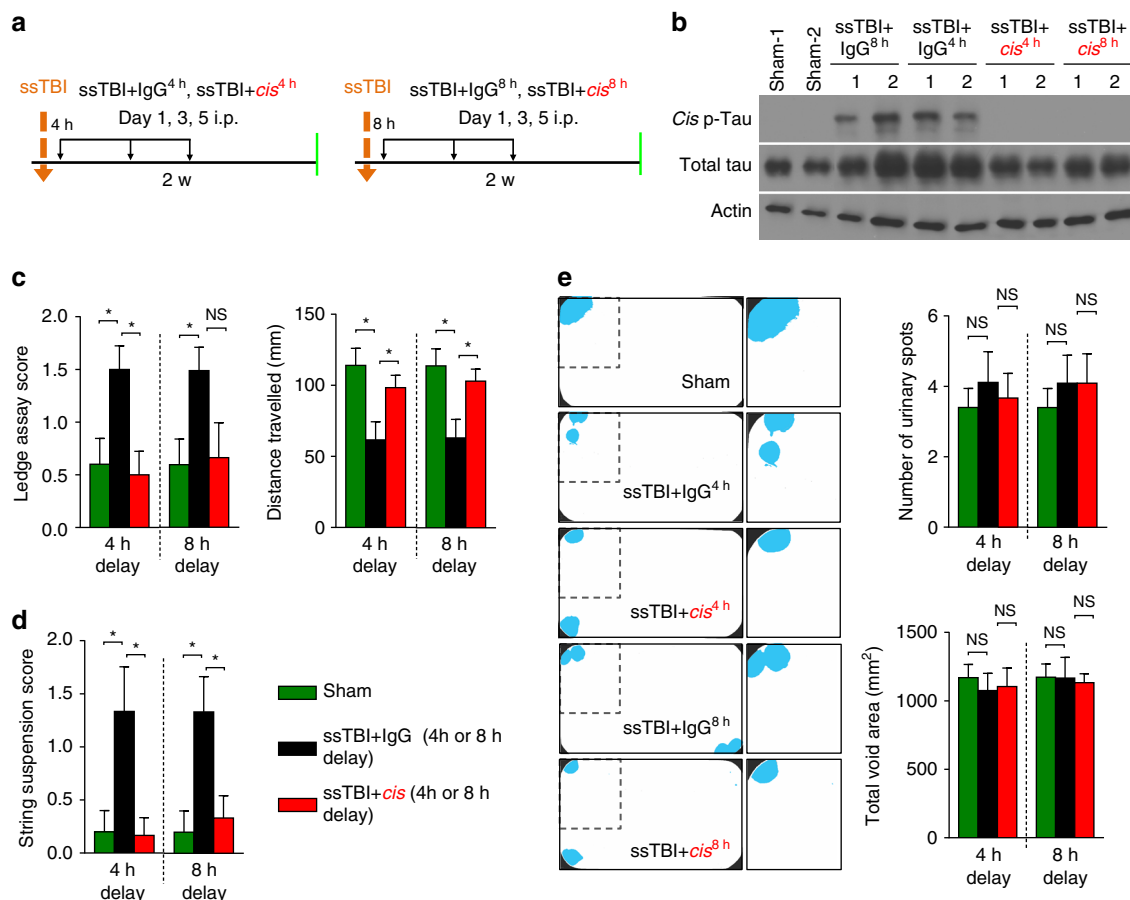 a
ssTBI
ssTBI+IgG4 h, ssTBI+cis4 h
4 h
Day 1, 3, 5 i.p.
2 w
ssTBI
ssTBI+IgG8 h, ssTBI+cis8 h
8 h
Day 1, 3, 5 i.p.
2 w
b
Sham-1
Sham-2
ssTBI+
IgG8 h
ssTBI+
IgG4 h
ssTBI+
cis4 h
ssTBI+
cis8 h
1 2 1 2 1 2 1 2
Cis p-Tau
Total tau
Actin
c
Ledge assay score
2.0
1.5
1.0
0.5
0.0
* * * NS
4 h
delay
8 h
delay
Distance travelled (mm)
150
100
50
0
* * * *
4 h
delay
8 h
delay
d
String suspension score
2.0
1.5
1.0
0.5
0.0
* * * *
4 h
delay
8 h
delay
Sham
ssTBI+IgG (4h or 8 h
delay)
ssTBI+cis (4h or 8 h
delay)
e
Sham
ssTBI+IgG4 h
ssTBI+cis4 h
ssTBI+IgG8 h
ssTBI+cis8 h
Number of urinary spots
6
4
2
0
NS NS NS NS
4 h
delay
8 h
delay
Total void area (mm2)
1500
1000
500
0
NS NS NS NS
4 h
delay
8 h
delay